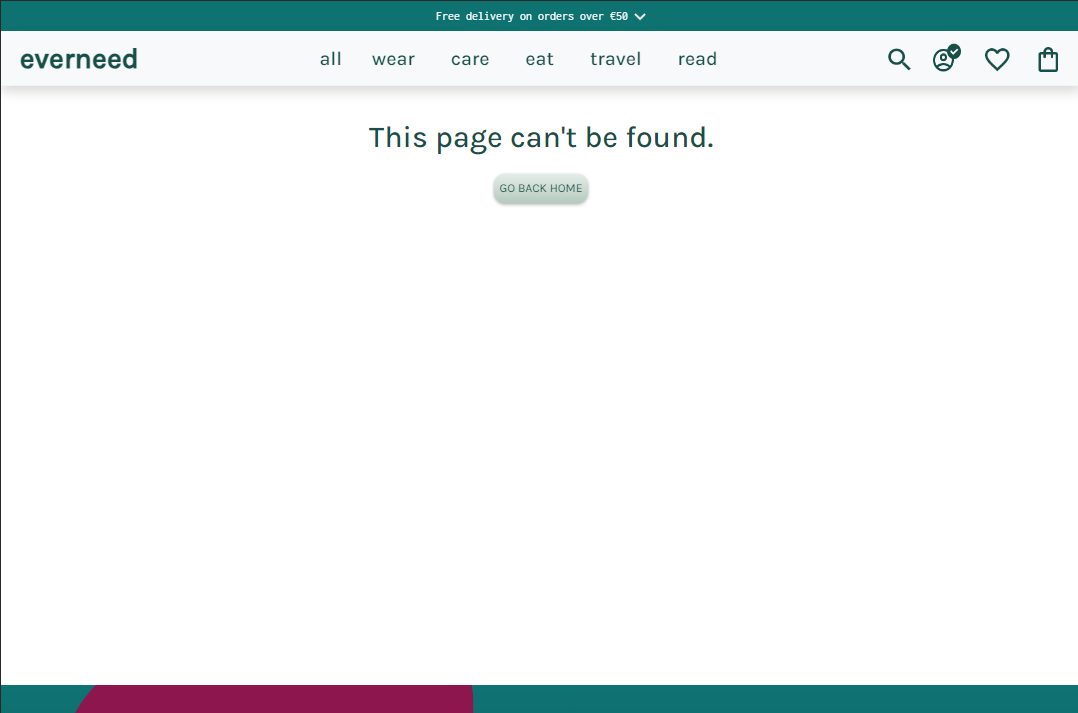 Free delivery on orders over €50
everneed
all wear care eat travel read
This page can't be found.
GO BACK HOME